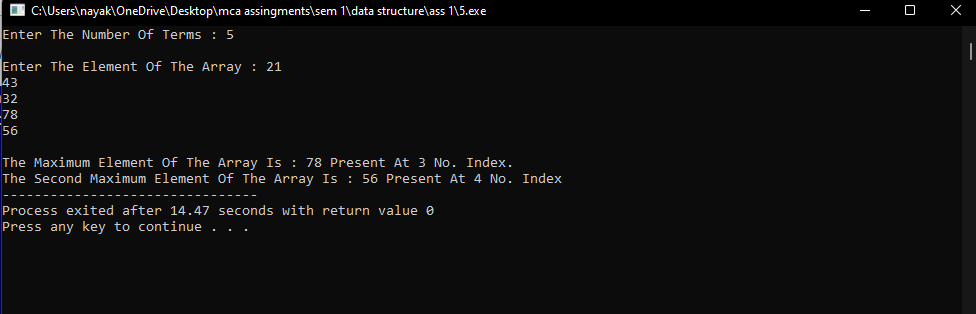 C:\Users\nayak\OneDrive\Desktop\mca assingments\sem 1\data structure\ass 1\5.exe
Enter The Number Of Terms : 5
Enter The Element Of The Array : 21
43
32
78
56
The Maximum Element Of The Array Is : 78 Present At 3 No. Index.
The Second Maximum Element Of The Array Is : 56 Present At 4 No. Index
--------------------------------
Process exited after 14.47 seconds with return value 0
Press any key to continue . . .